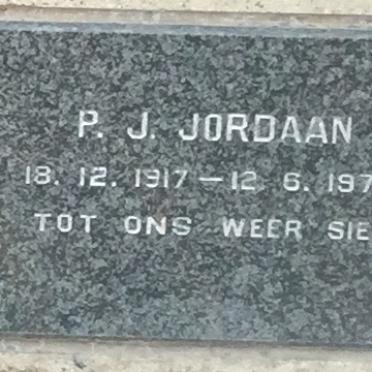 P. J. JORDAAN
18. 12. 1917 — 12 6. 197
TOT ONS WEER SIE